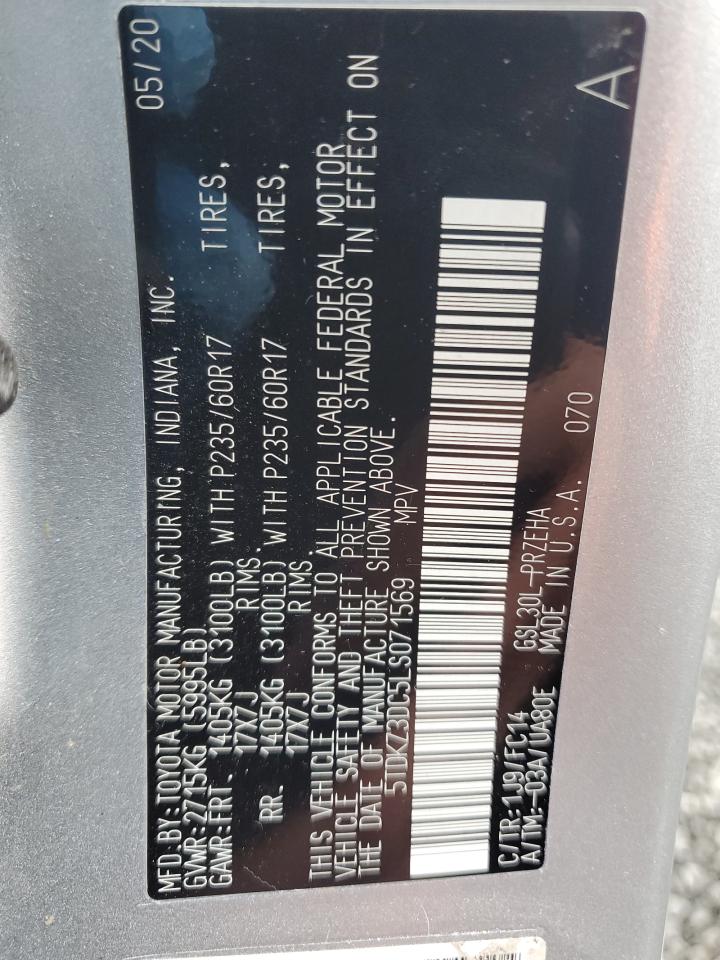 MFD.BY:TOYOTA MOTOR MANUFACTURING, INDIANA, INC. 05/20
GVWR:2715KG (5995LB)
GAWR:FRT. 1405KG (3100LB) WITH P235/60R17 TIRES,
17X7J RIMS.
RR. 1405KG (3100LB) WITH P235/60R17 TIRES,
17X7J RIMS.
THIS VEHICLE CONFORMS TO ALL APPLICABLE FEDERAL MOTOR
VEHICLE SAFETY AND THEFT PREVENTION STANDARDS IN EFFECT ON
THE DATE OF MANUFACTURE SHOWN ABOVE.
5TDKZ3DC5LS071569 MPV
C/TR:1J9/FC14 GSL30L-PRZEHA 070
A/TM-03A/UA80E MADE IN U.S.A. A